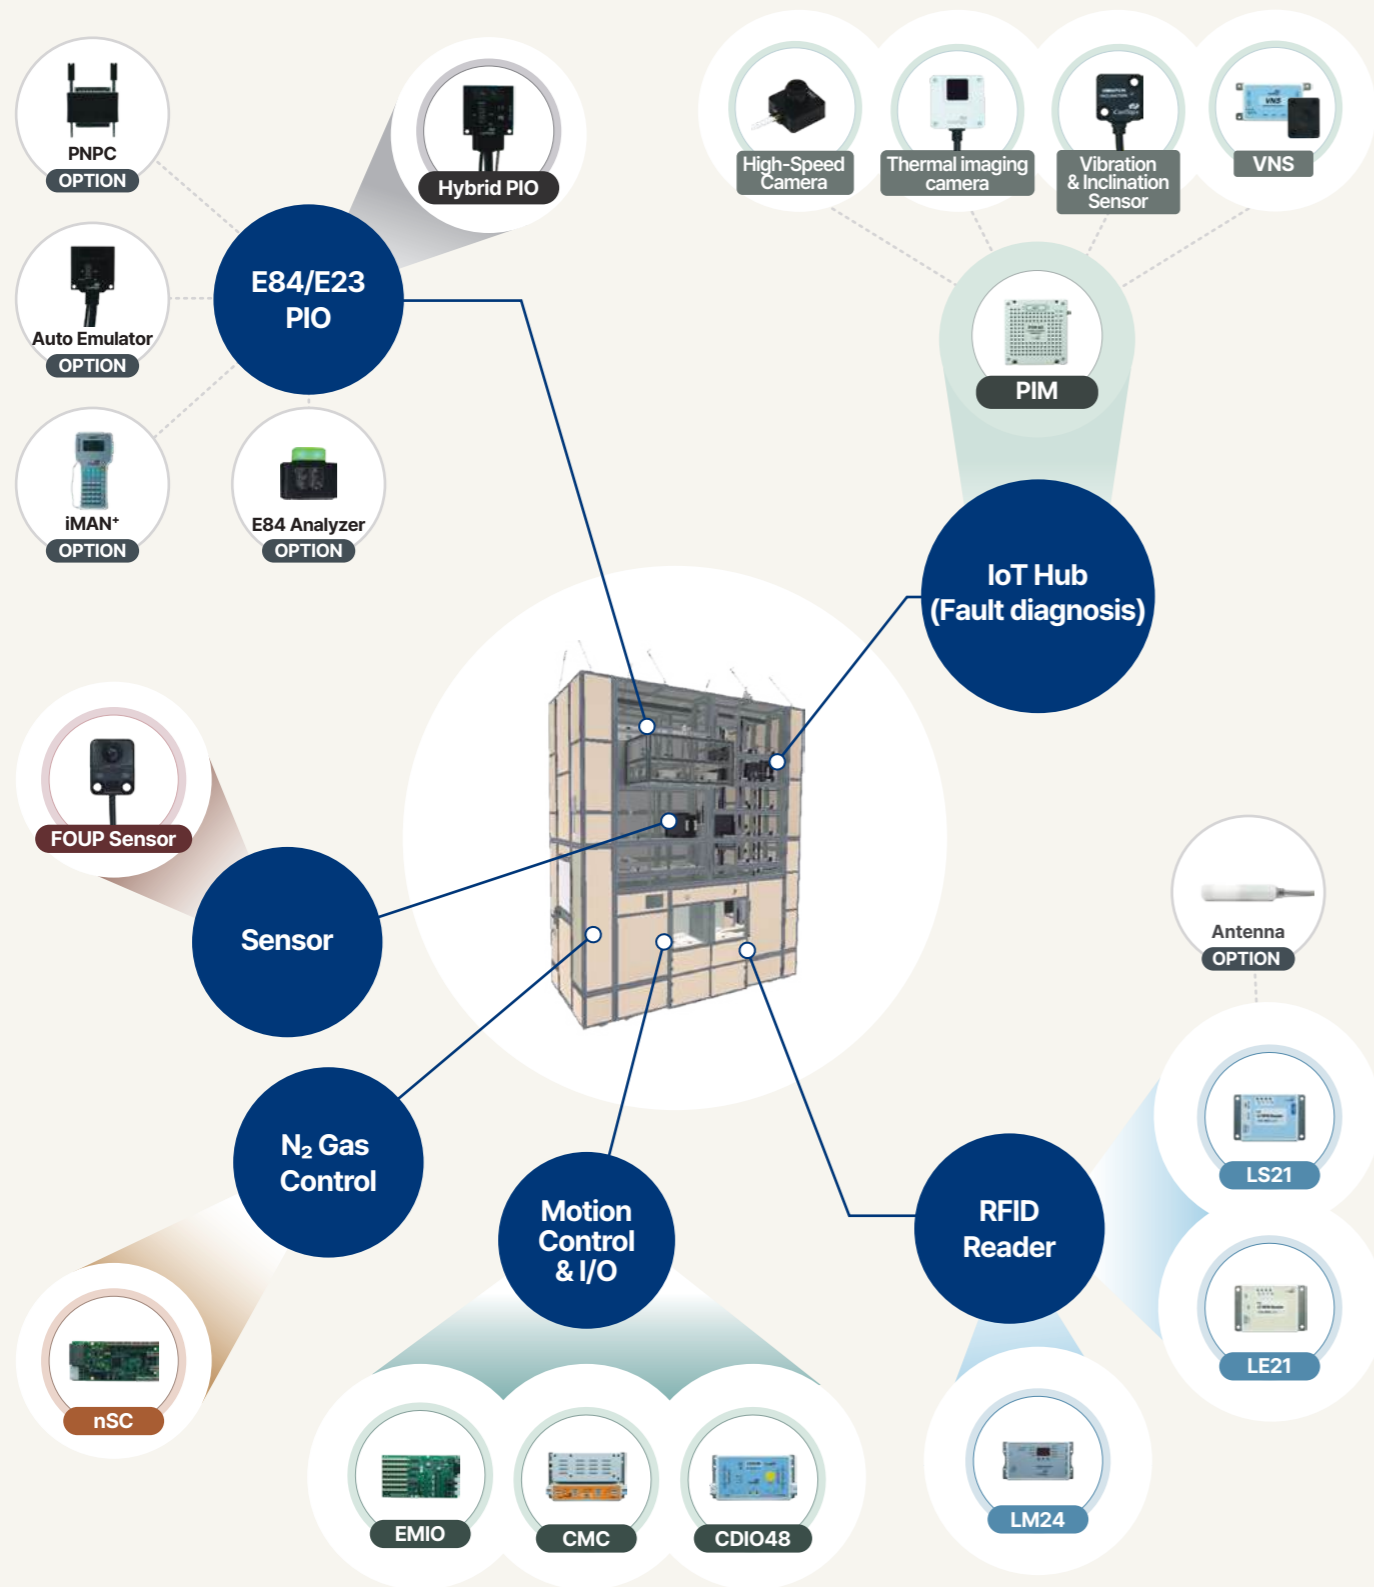 PNPC
OPTION
Hybrid PIO
High-Speed
Camera
Thermal imaging
camera
Vibration
& Inclination
Sensor
VNS
VNS
E84/E23
PIO
Auto Emulator
OPTION
PIM
iMAN⁺
OPTION
E84 Analyzer
OPTION
IoT Hub
(Fault diagnosis)
FOUP Sensor
Sensor
Antenna
OPTION
N₂ Gas
Control
Motion
Control
& I/O
RFID
Reader
LS21
LE21
nSC
EMIO
CMC
CDIO48
LM24